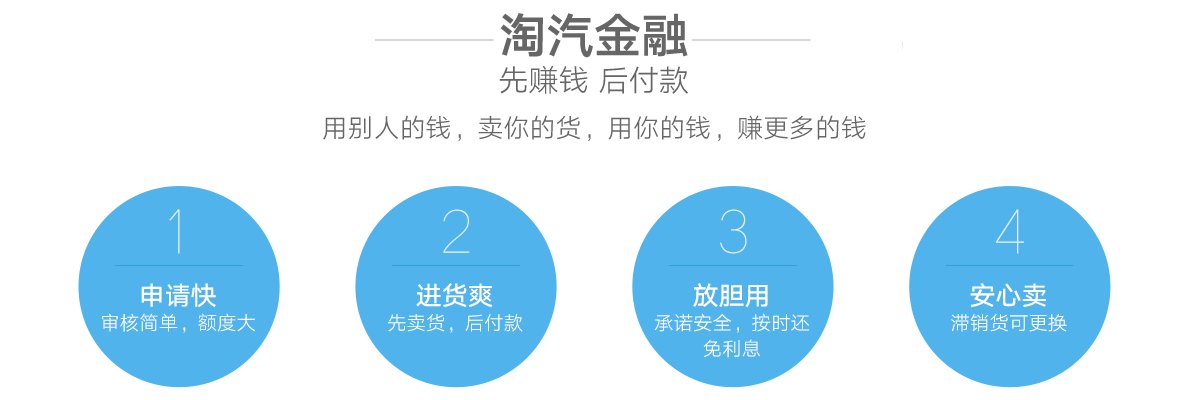 淘汽金融
先赚钱 后付款
用别人的钱，卖你的货，用你的钱，赚更多的钱
1
申请快
审核简单，额度大
2
进货爽
先卖货，后付款
3
放胆用
承诺安全，按时还
免利息
4
安心卖
滞销货可更换